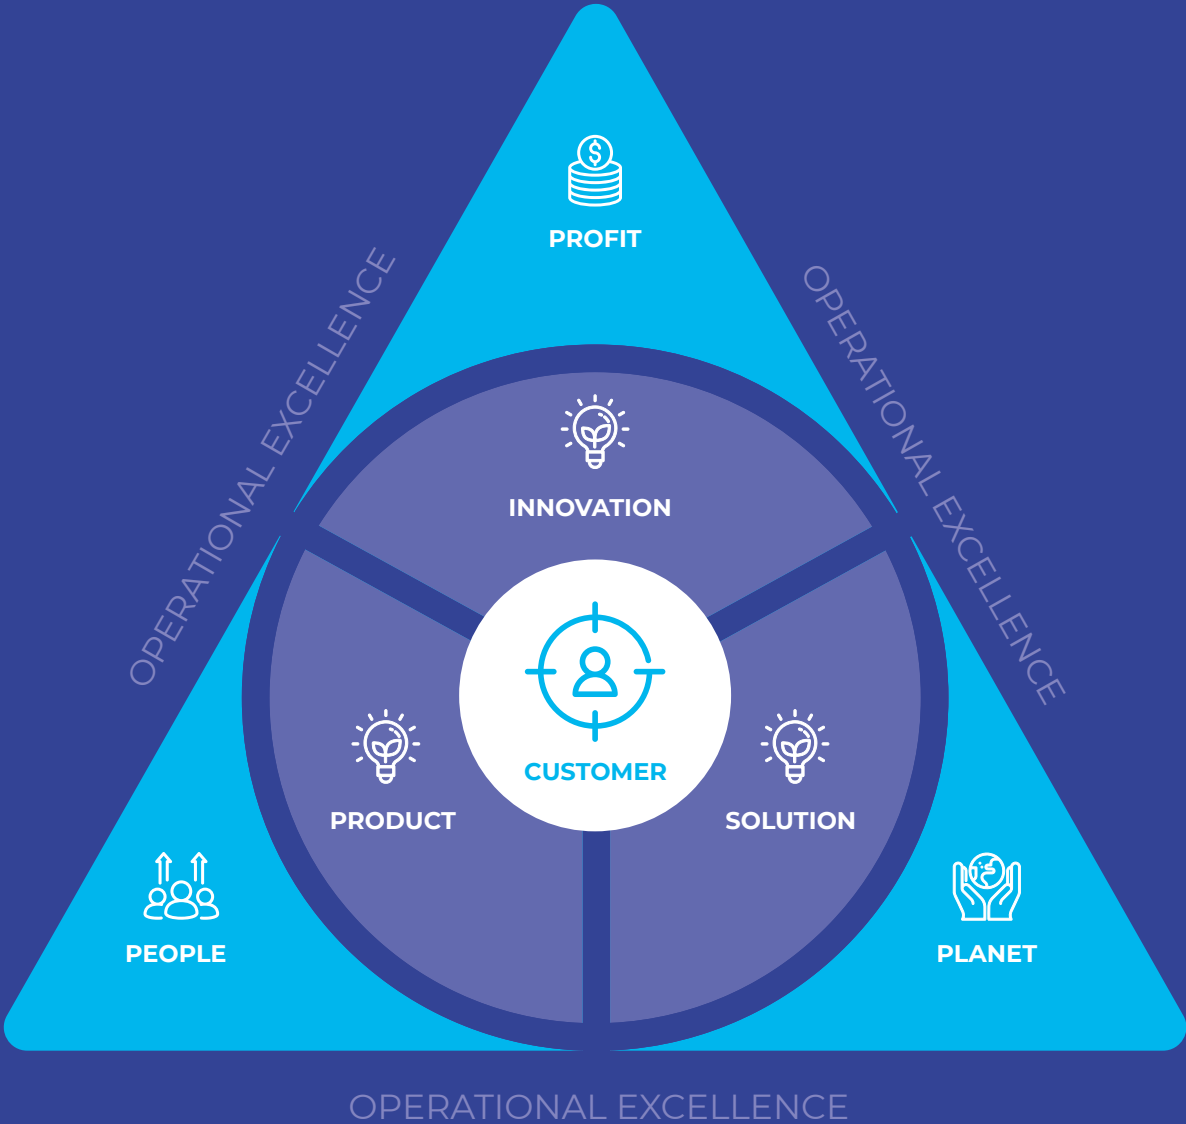 PROFIT
OPERATIONAL EXCELLENCE
OPERATIONAL EXCELLENCE
INNOVATION
CUSTOMER
PRODUCT
SOLUTION
PEOPLE
PLANET
OPERATIONAL EXCELLENCE